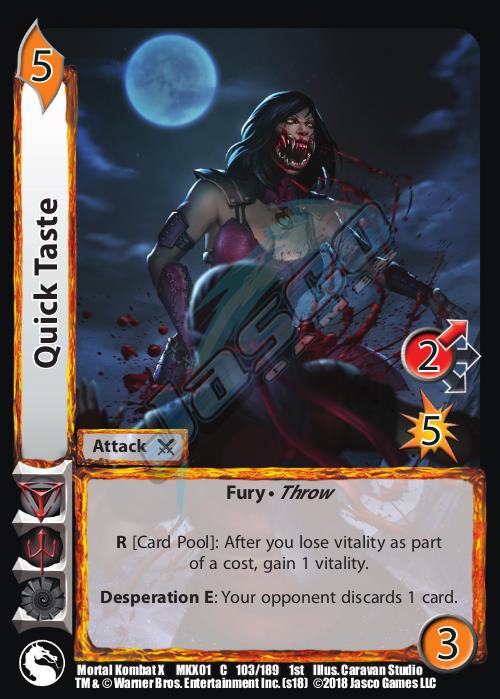 5
Quick Taste
Jasco
GAMES
2
5
Attack
Fury • Throw
R [Card Pool]: After you lose vitality as part
of a cost, gain 1 vitality.
Desperation E: Your opponent discards 1 card.
3
Mortal Kombat X MKX01 C 103/189 1st Illus. Caravan Studio
TM & © Warner Bros. Entertainment Inc. (s18) ©2018 Jasco Games LLC